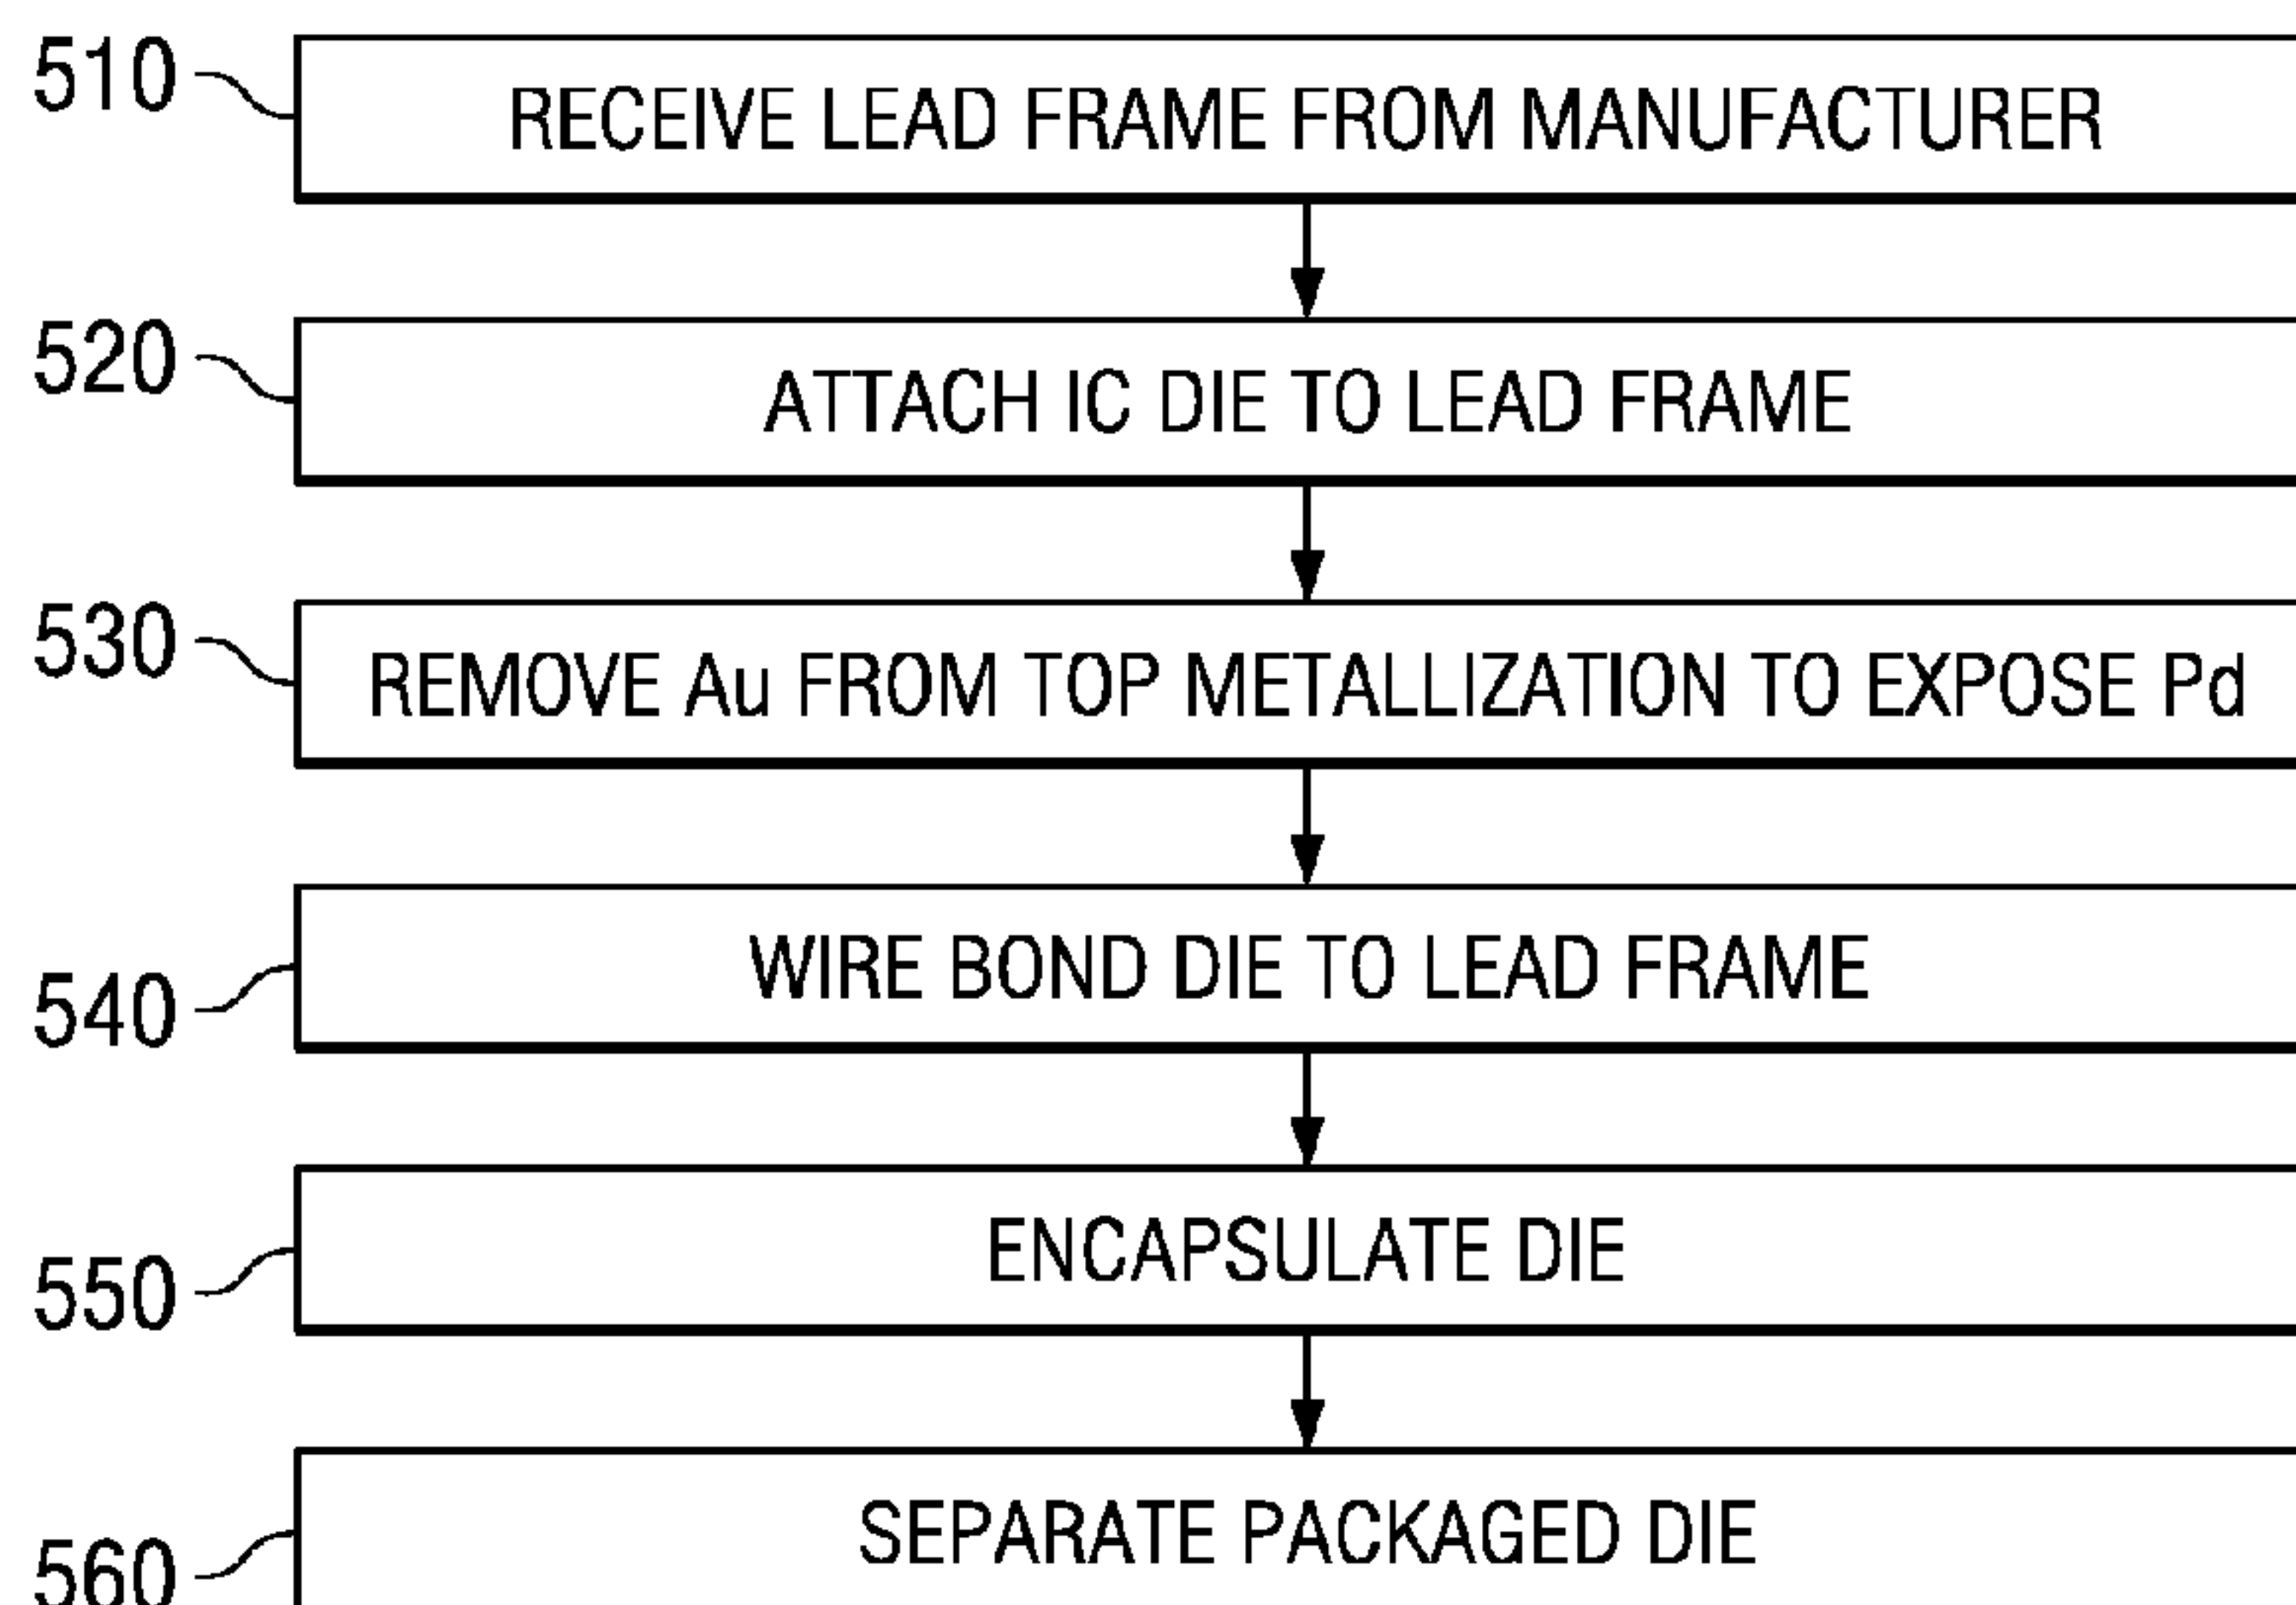 510 RECEIVE LEAD FRAME FROM MANUFACTURER
520 ATTACH IC DIE TO LEAD FRAME
530 REMOVE Au FROM TOP METALLIZATION TO EXPOSE Pd
540 WIRE BOND DIE TO LEAD FRAME
550 ENCAPSULATE DIE
560 SEPARATE PACKAGED DIE